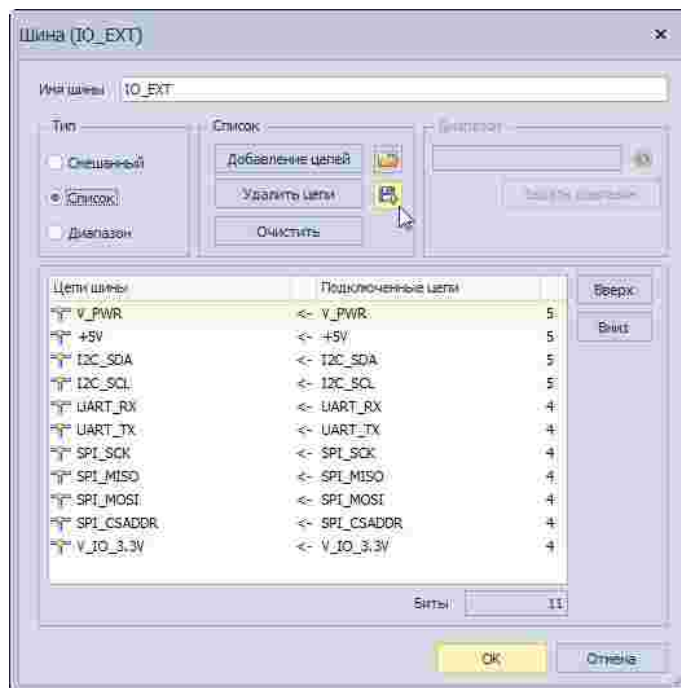 Шина (IO_EXT)
Имя шины IO_EXT
Тип Список Диапазон
Смешанный Добавление цепей
Список Удалить цепи Задать диапазон
Диапазон Очистить
Цепи шины Подключенные цепи Вверх
V_PWR <- V_PWR 5
+5V <- +5V 5 Вниз
I2C_SDA <- I2C_SDA 5
I2C_SCL <- I2C_SCL 5
UART_RX <- UART_RX 4
UART_TX <- UART_TX 4
SPI_SCK <- SPI_SCK 4
SPI_MISO <- SPI_MISO 4
SPI_MOSI <- SPI_MOSI 4
SPI_CSADDR <- SPI_CSADDR 4
V_IO_3.3V <- V_IO_3.3V 4
Биты 11
OK Отмена